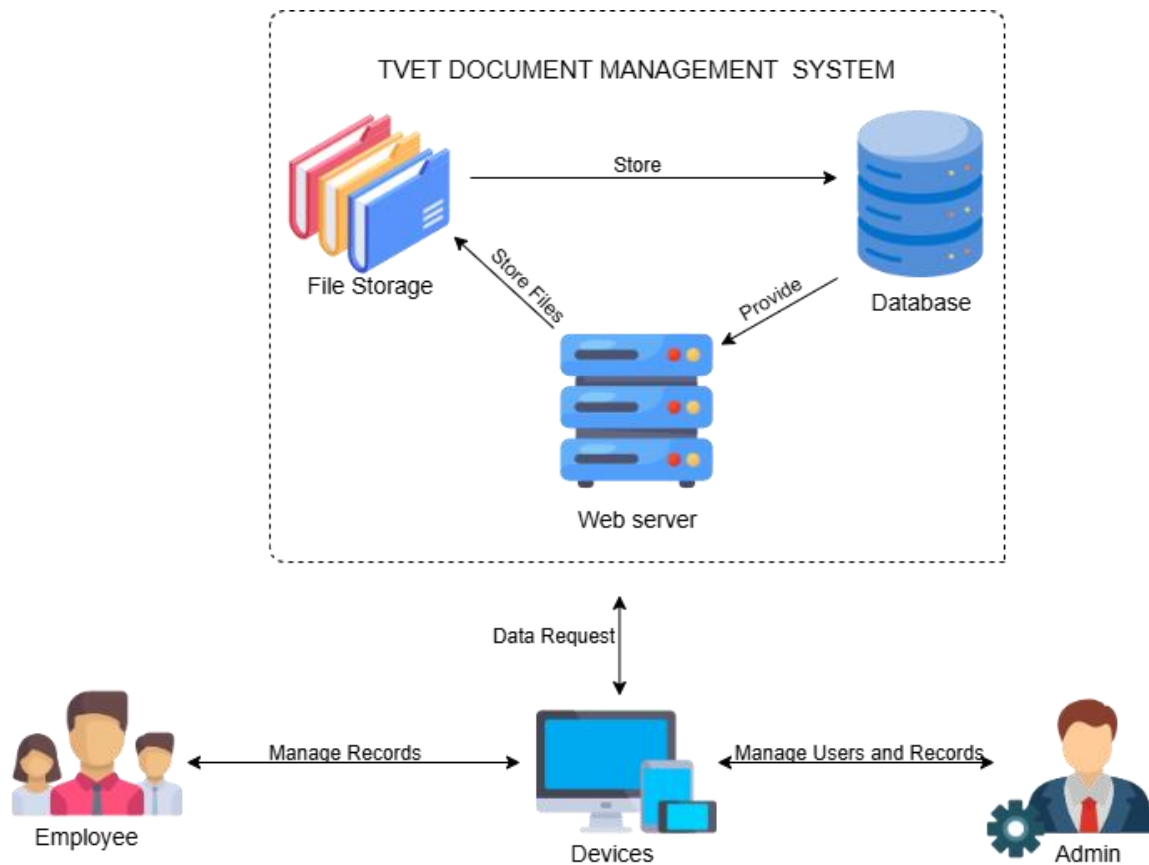 TVET DOCUMENT MANAGEMENT SYSTEM
Store
File Storage
Store Files
Provide
Database
Web server
Data Request
Manage Records
Manage Users and Records
Employee
Devices
Admin